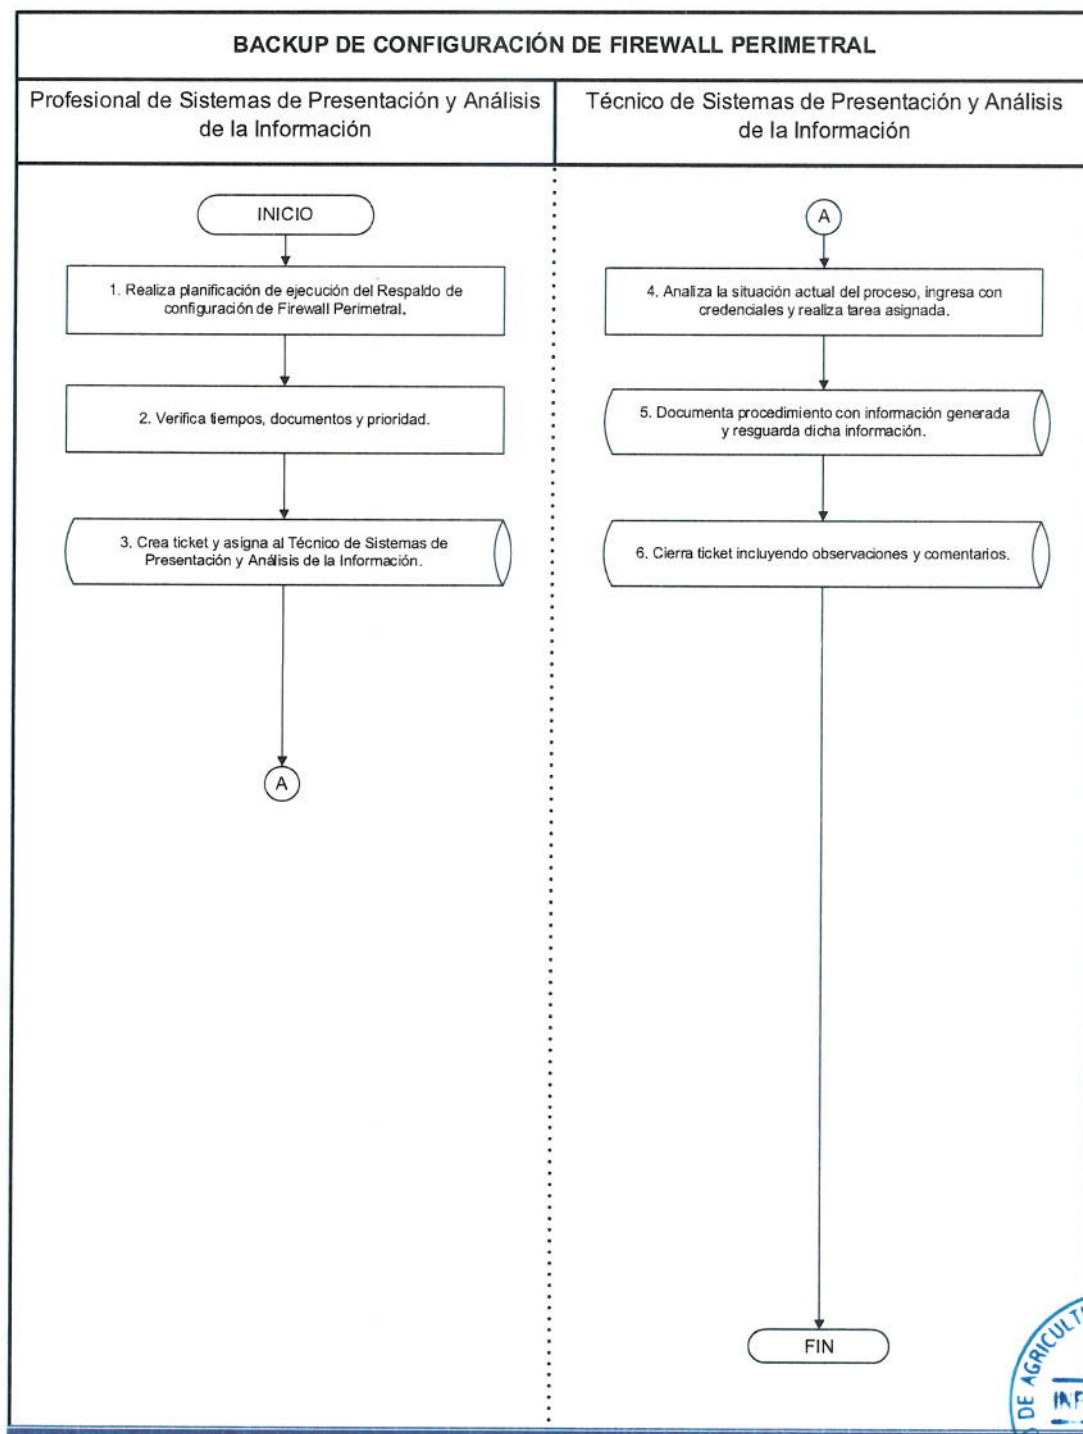 BACKUP DE CONFIGURACIÓN DE FIREWALL PERIMETRAL
Profesional de Sistemas de Presentación y Análisis
de la Información
Técnico de Sistemas de Presentación y Análisis
de la Información
INICIO
1. Realiza planificación de ejecución del Respaldo de
configuración de Firewall Perimetral.
2. Verifica tiempos, documentos y prioridad.
3. Crea ticket y asigna al Técnico de Sistemas de
Presentación y Análisis de la Información.
A
A
4. Analiza la situación actual del proceso, ingresa con
credenciales y realiza tarea asignada.
5. Documenta procedimiento con información generada
y resguarda dicha información.
6. Cierra ticket incluyendo observaciones y comentarios.
FIN
DE AGRICULT
INF